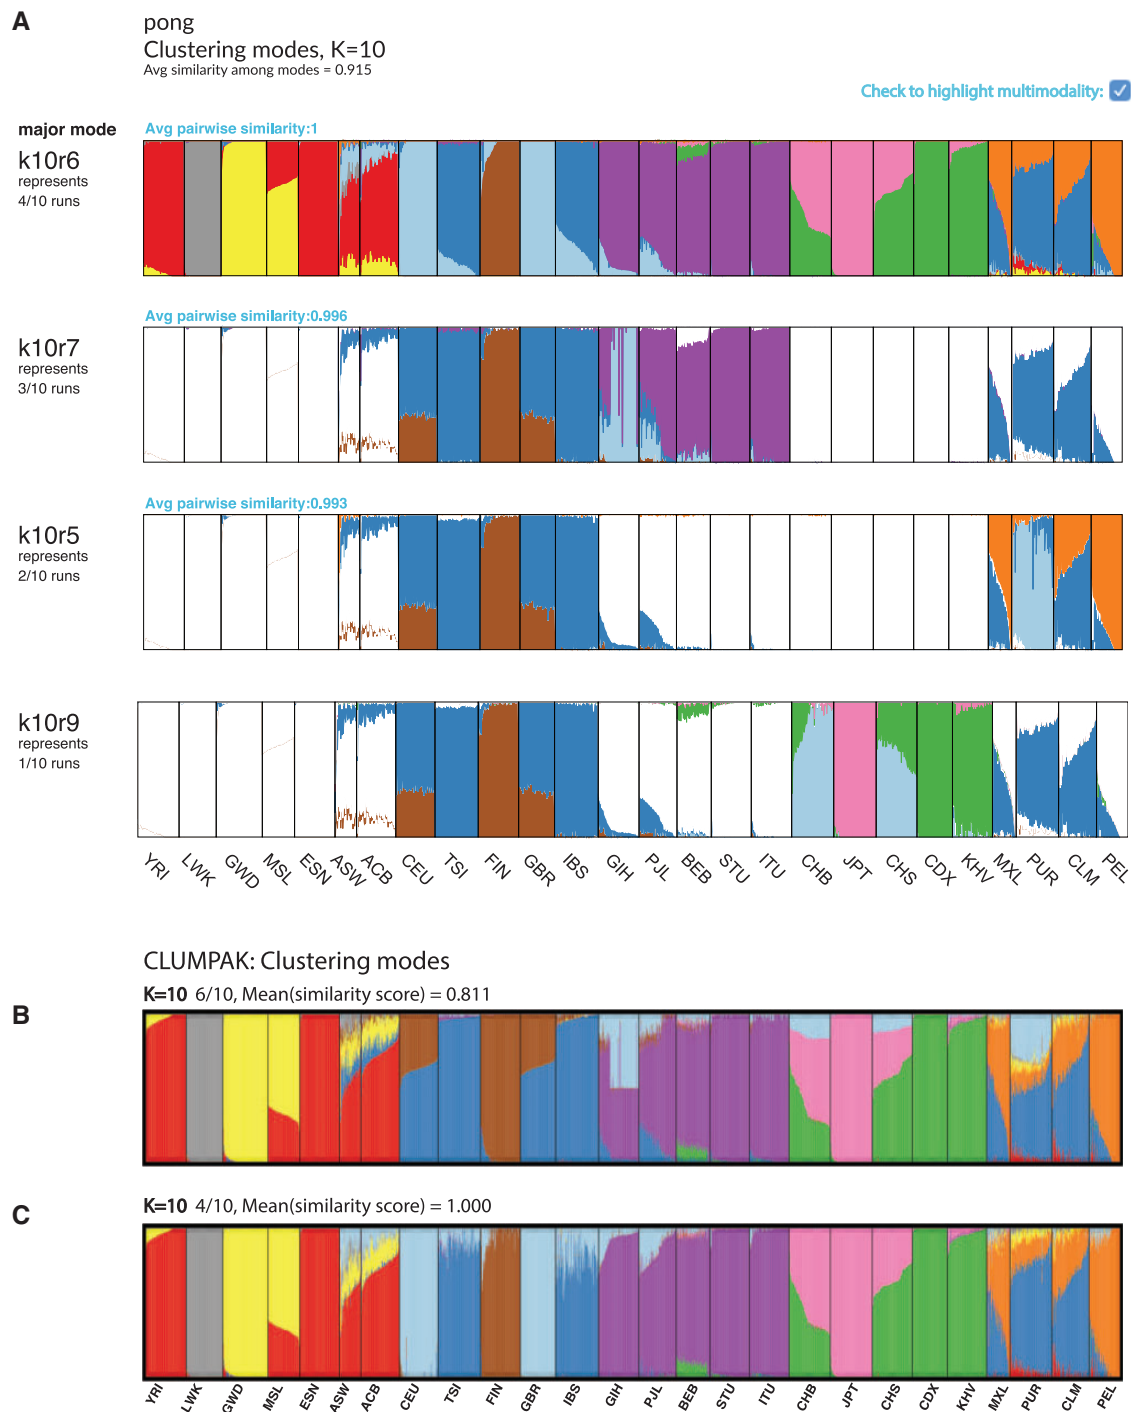 A
pong
Clustering modes, K=10
Avg similarity among modes = 0.915
Check to highlight multimodality:
major mode
Avg pairwise similarity:1
k10r6
represents
4/10 runs
Avg pairwise similarity:0.996
k10r7
represents
3/10 runs
Avg pairwise similarity:0.993
k10r5
represents
2/10 runs
k10r9
represents
1/10 runs
YRI LWK GWD MSL ESN ASW ACB CEU TSI FIN GBR IBS GIH PJL BEB STU ITU CHB JPT CHS CDX KHV MXL PUR CLM PEL
CLUMPAK: Clustering modes
K=10 6/10, Mean(similarity score) = 0.811
B
K=10 4/10, Mean(similarity score) = 1.000
C
YRI LWK GWD MSL ESN ASW ACB CEU TSI FIN GBR IBS GIH PJL BEB STU ITU CHB JPT CHS CDX KHV MXL PUR CLM PEL